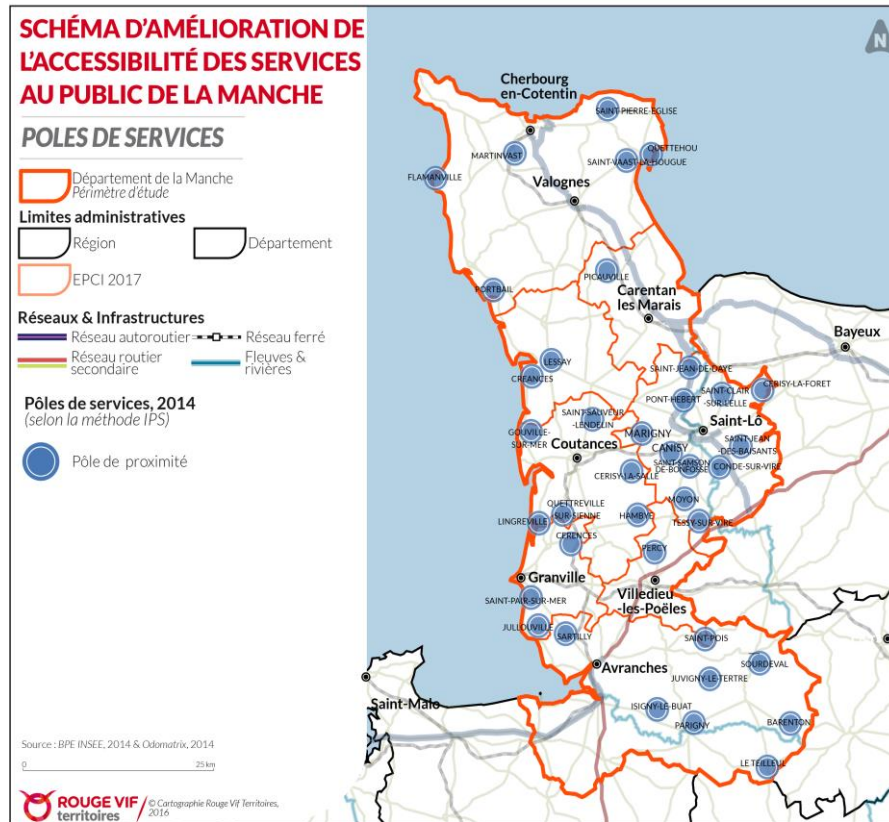 SCHÉMA D'AMÉLIORATION DE
L'ACCESSIBILITÉ DES SERVICES
AU PUBLIC DE LA MANCHE
POLES DE SERVICES
Département de la Manche
Périmètre d'étude
Limites administratives
Région
Département
EPCI 2017
Réseaux & Infrastructures
Réseau autoroutier
Réseau ferré
Réseau routier
secondaire
Fleuves &
rivières
Pôles de services, 2014
(selon la méthode IPS)
Pôle de proximité
Source : BPE INSEE, 2014 & Odomatrix, 2014
0
25 km
ROUGE VIF
territoires
© Cartographie Rouge Vif Territoires,
2016
N
Cherbourg
en-Cotentin
SAINT-PIERRE-EGLISE
MARTINVAST
QUETTEHOU
SAINT-VAAST-LA-HOUGUE
FLAMANVILLE
Valognes
PICAUVILLE
PORTBAIL
Carentan
les Marais
Bayeux
LESSAY
CREANCES
SAINT-JEAN-DE-DAYE
CERISY-LA-FORET
SAINT-CLAIR
-SUR-L'ELLE
PONT-HEBERT
SAINT-SAUVEUR
-LENDELIN
GOUVILLE-
SUR-MER
MARIGNY
Saint-Lô
Coutances
CANISY
SAINT-JEAN
-DES-BAISANTS
SAINT-SAMSON
DE-BONFOSSE
CONDE-SUR-VIRE
CERISY-LA-SALLE
MOYON
QUETTREVILLE
-SUR-SIENNE
HAMBYE
LINGREVILLE
TESSY-SUR-VIRE
CERENCES
PERCY
Granville
Villedieu
-les-Poëles
SAINT-PAIR-SUR-MER
JULLOUVILLE
SARTILLY
SAINT-POIS
Avranches
SOURDEVAL
JUVIGNY-LE-TERTRE
Saint-Malo
ISIGNY-LE-BUAT
PARIGNY
BARENTON
LE TEILLEUL